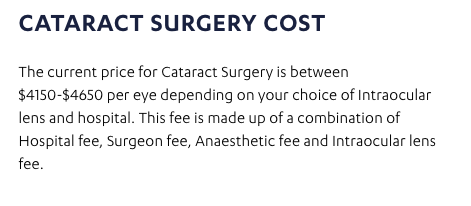 CATARACT SURGERY COST
The current price for Cataract Surgery is between
$4150-$4650 per eye depending on your choice of Intraocular
lens and hospital. This fee is made up of a combination of
Hospital fee, Surgeon fee, Anaesthetic fee and Intraocular lens
fee.